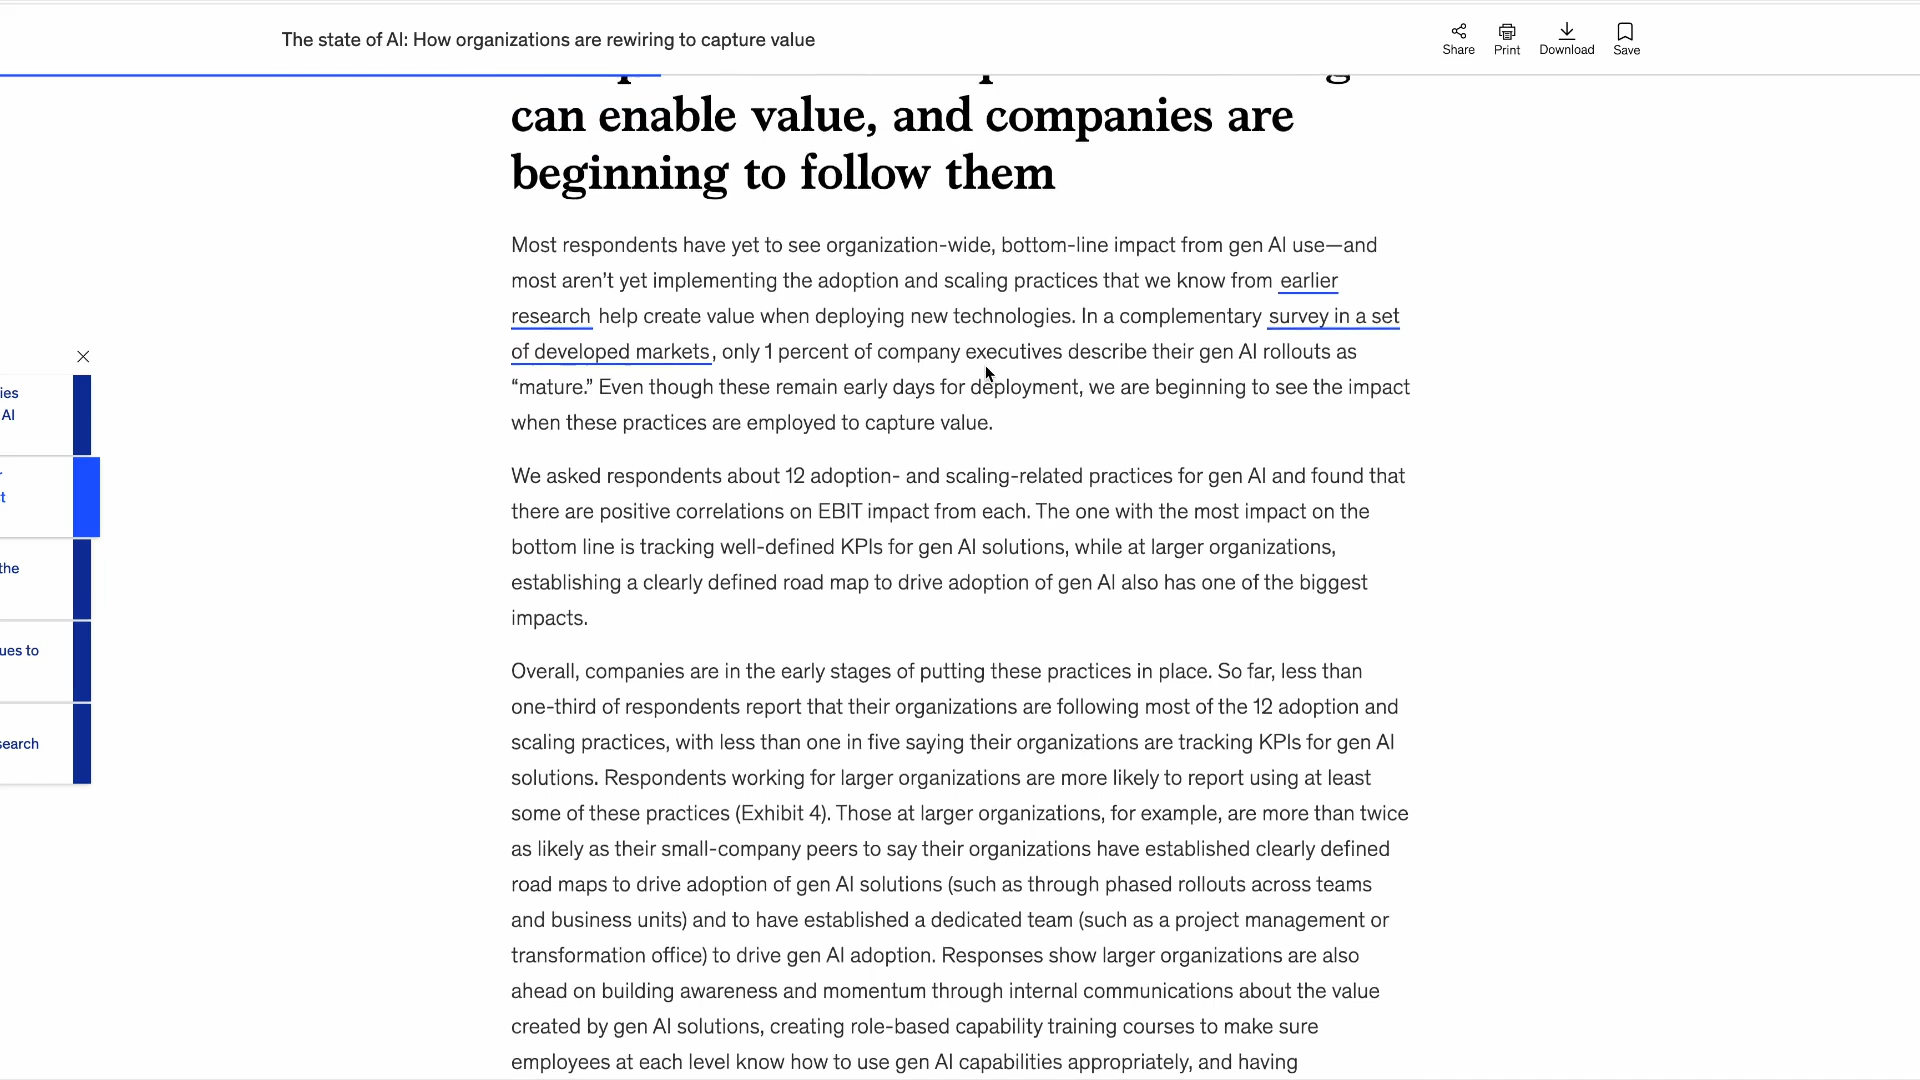 The state of AI: How organizations are rewiring to capture value
Share
Print
Download
Save
can enable value, and companies are
beginning to follow them
Most respondents have yet to see organization-wide, bottom-line impact from gen AI use—and
most aren’t yet implementing the adoption and scaling practices that we know from earlier
research help create value when deploying new technologies. In a complementary survey in a set
of developed markets, only 1 percent of company executives describe their gen AI rollouts as
“mature.” Even though these remain early days for deployment, we are beginning to see the impact
when these practices are employed to capture value.
We asked respondents about 12 adoption- and scaling-related practices for gen AI and found that
there are positive correlations on EBIT impact from each. The one with the most impact on the
bottom line is tracking well-defined KPIs for gen AI solutions, while at larger organizations,
establishing a clearly defined road map to drive adoption of gen AI also has one of the biggest
impacts.
Overall, companies are in the early stages of putting these practices in place. So far, less than
one-third of respondents report that their organizations are following most of the 12 adoption and
scaling practices, with less than one in five saying their organizations are tracking KPIs for gen AI
solutions. Respondents working for larger organizations are more likely to report using at least
some of these practices (Exhibit 4). Those at larger organizations, for example, are more than twice
as likely as their small-company peers to say their organizations have established clearly defined
road maps to drive adoption of gen AI solutions (such as through phased rollouts across teams
and business units) and to have established a dedicated team (such as a project management or
transformation office) to drive gen AI adoption. Responses show larger organizations are also
ahead on building awareness and momentum through internal communications about the value
created by gen AI solutions, creating role-based capability training courses to make sure
employees at each level know how to use gen AI capabilities appropriately, and having
ies
AI
t
the
ues to
search